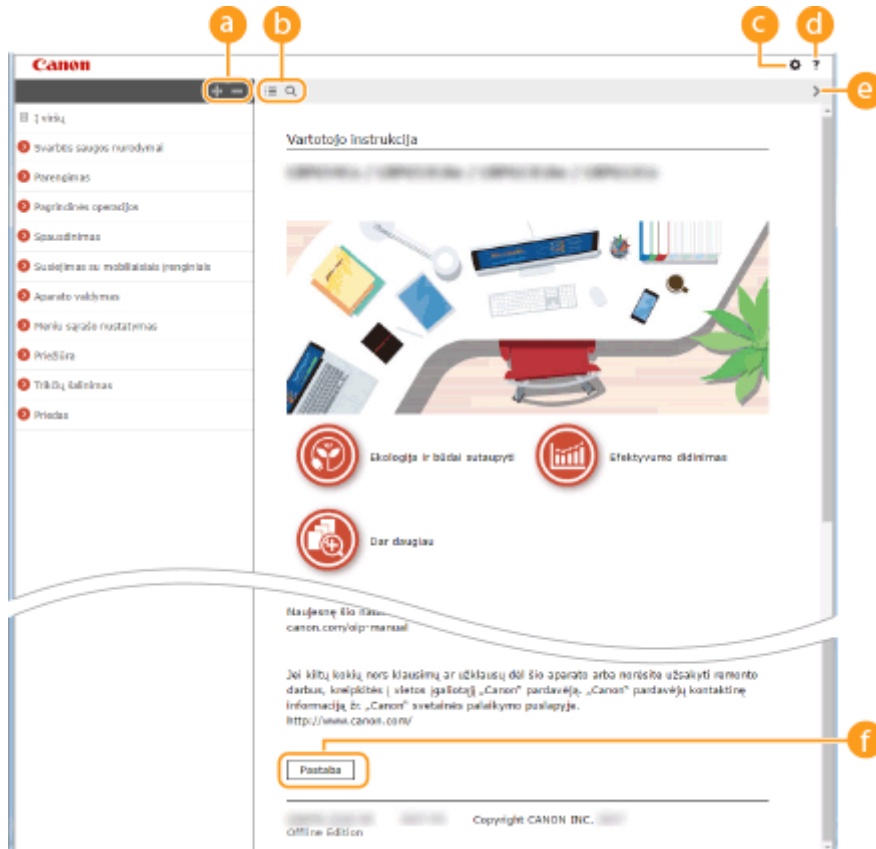 a b c d
Canon
?
e
Į viršų
Vartotojo instrukcija
Svarbūs saugos nurodymai
Parengimas
Pagrindinės operacijos
Spausdinimas
Susiejimas su mobiliaisiais įrenginiais
Aparato valdymas
Meniu sąrašo nustatymas
Priežiūra
Trikčių šalinimas
Priedas
Ekologija ir būdai sutaupyti
Efektyvumo didinimas
Dar daugiau
Naujesnę šio
canon.com/oip-manual
Jei kiltų kokių nors klausimų ar užklausų dėl šio aparato arba norėsite užsakyti remonto
darbus, kreipkitės į vietos įgaliotąjį „Canon“ pardavėją. „Canon“ pardavėjų kontaktinę
informaciją žr. „Canon“ svetainės palaikymo puslapyje.
http://www.canon.com/
f
Pastaba
Copyright CANON INC.
Offline Edition